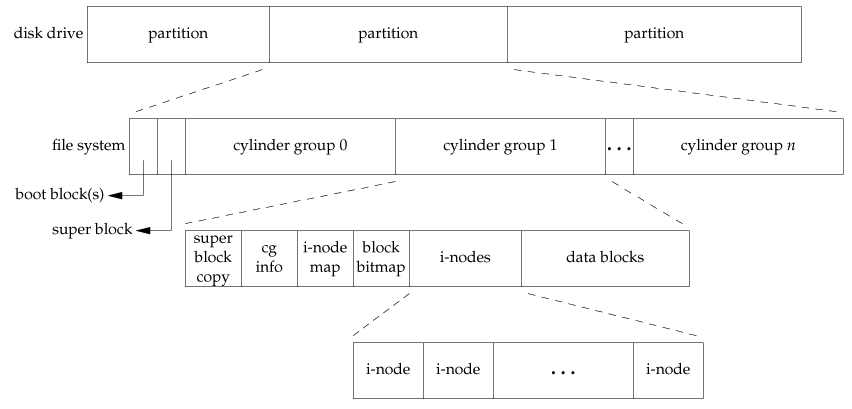 disk drive
partition
partition
partition
file system
cylinder group 0
cylinder group 1
...
cylinder group n
boot block(s)
super block
super
block
copy
cg
info
i-node
map
block
bitmap
i-nodes
data blocks
i-node
i-node
...
i-node